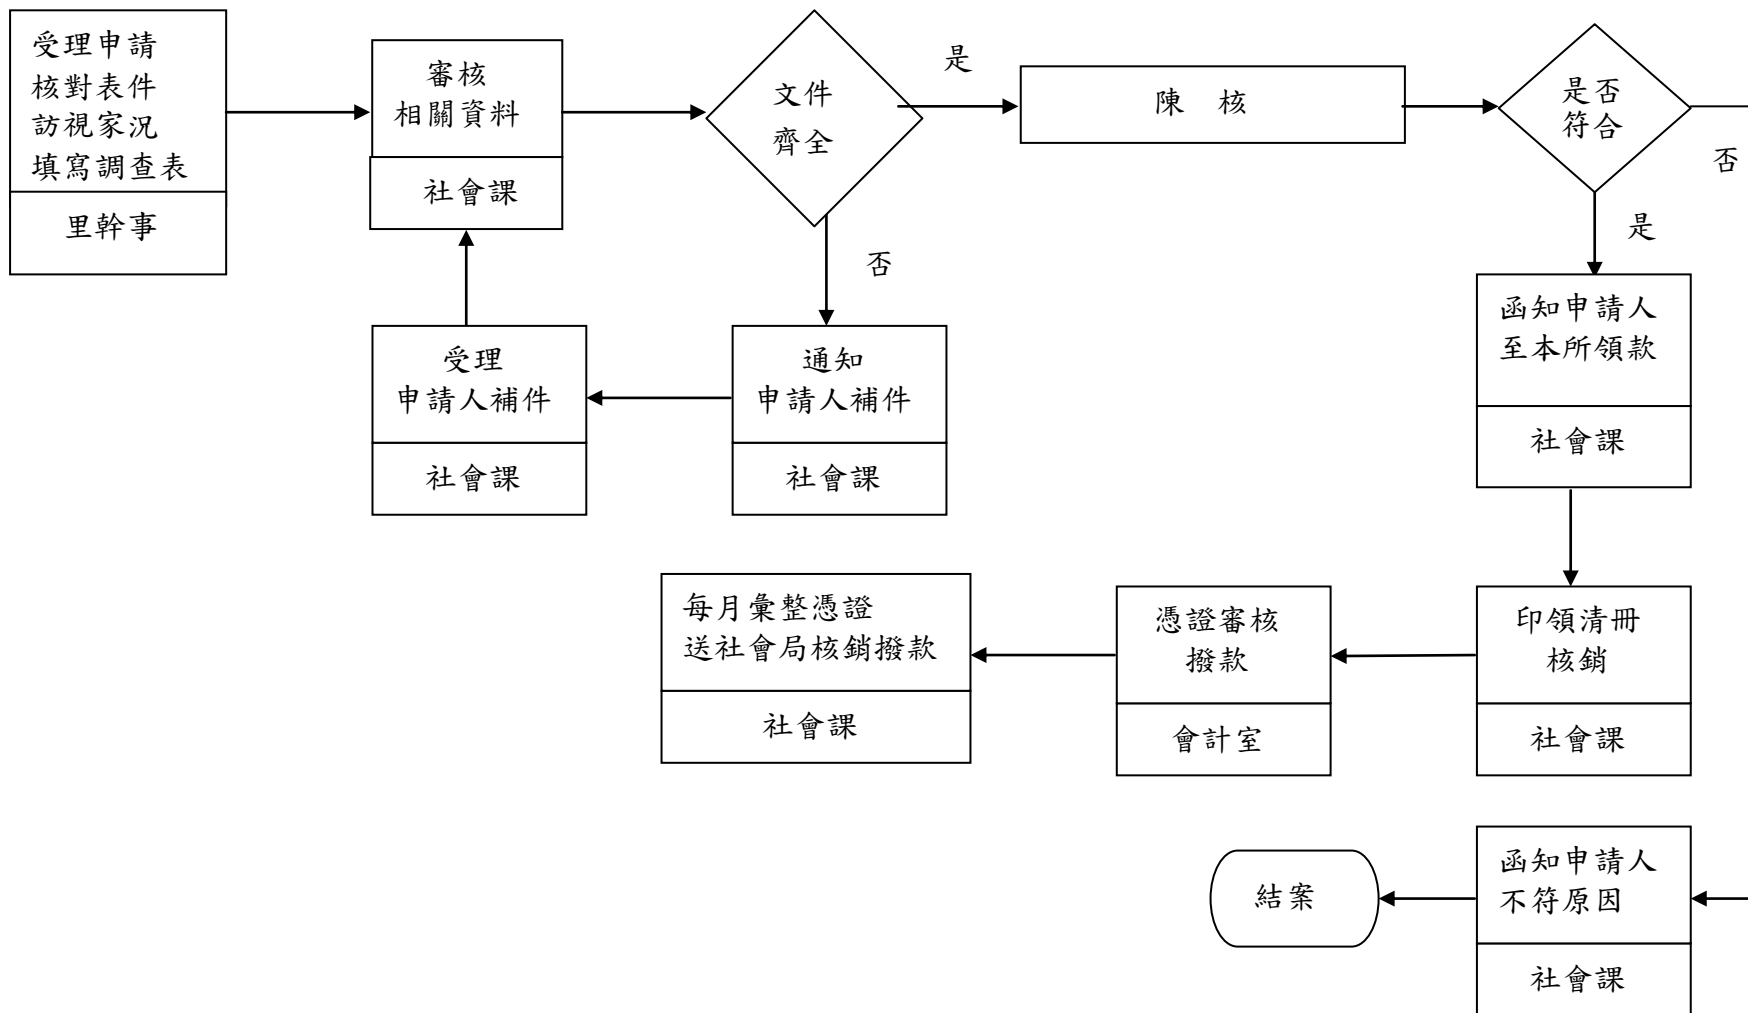 受理申請
核對表件
訪視家況
填寫調查表
里幹事
審核
相關資料
社會課
文件
齊全
是
否
陳　核
是否
符合
否
是
受理
申請人補件
社會課
通知
申請人補件
社會課
函知申請人
至本所領款
社會課
印領清冊
核銷
社會課
憑證審核
撥款
會計室
每月彙整憑證
送社會局核銷撥款
社會課
函知申請人
不符原因
社會課
結案